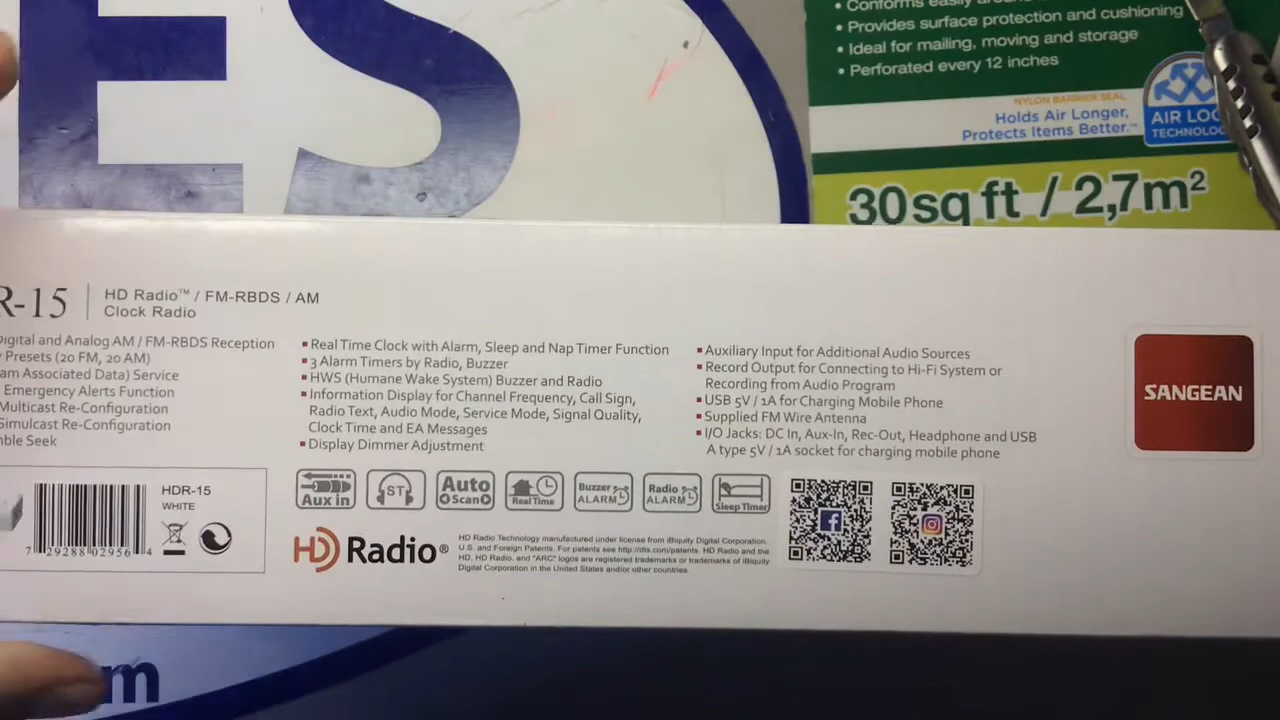 ES
• Conforms easily
• Provides surface protection and cushioning
• Ideal for mailing, moving and storage
• Perforated every 12 inches
NYLON BARRIER SEAL
Holds Air Longer,
Protects Items Better.™
AIR LOC
TECHNOLO
30 sq ft / 2,7m²
R-15
HD Radio™ / FM-RBDS / AM
Clock Radio
Digital and Analog AM / FM-RBDS Reception
Presets (20 FM, 20 AM)
am Associated Data) Service
Emergency Alerts Function
Multicast Re-Configuration
Simulcast Re-Configuration
ble Seek
▪ Real Time Clock with Alarm, Sleep and Nap Timer Function
▪ 3 Alarm Timers by Radio, Buzzer
▪ HWS (Humane Wake System) Buzzer and Radio
▪ Information Display for Channel Frequency, Call Sign,
Radio Text, Audio Mode, Service Mode, Signal Quality,
Clock Time and EA Messages
▪ Display Dimmer Adjustment
▪ Auxiliary Input for Additional Audio Sources
▪ Record Output for Connecting to Hi-Fi System or
Recording from Audio Program
▪ USB 5V / 1A for Charging Mobile Phone
▪ Supplied FM Wire Antenna
▪ I/O Jacks: DC In, Aux-In, Rec-Out, Headphone and USB
A type 5V / 1A socket for charging mobile phone
SANGEAN
HDR-15
WHITE
7 29288 02956 4
Aux in
ST
Auto
Scan
Real Time
Buzzer
ALARM
Radio
ALARM
Sleep Timer
HD Radio®
HD Radio Technology manufactured under license from iBiquity Digital Corporation.
U.S. and Foreign Patents. For patents see http://dts.com/patents. HD Radio and the
HD, HD Radio, and "ARC" logos are registered trademarks or trademarks of iBiquity
Digital Corporation in the United States and/or other countries.
m